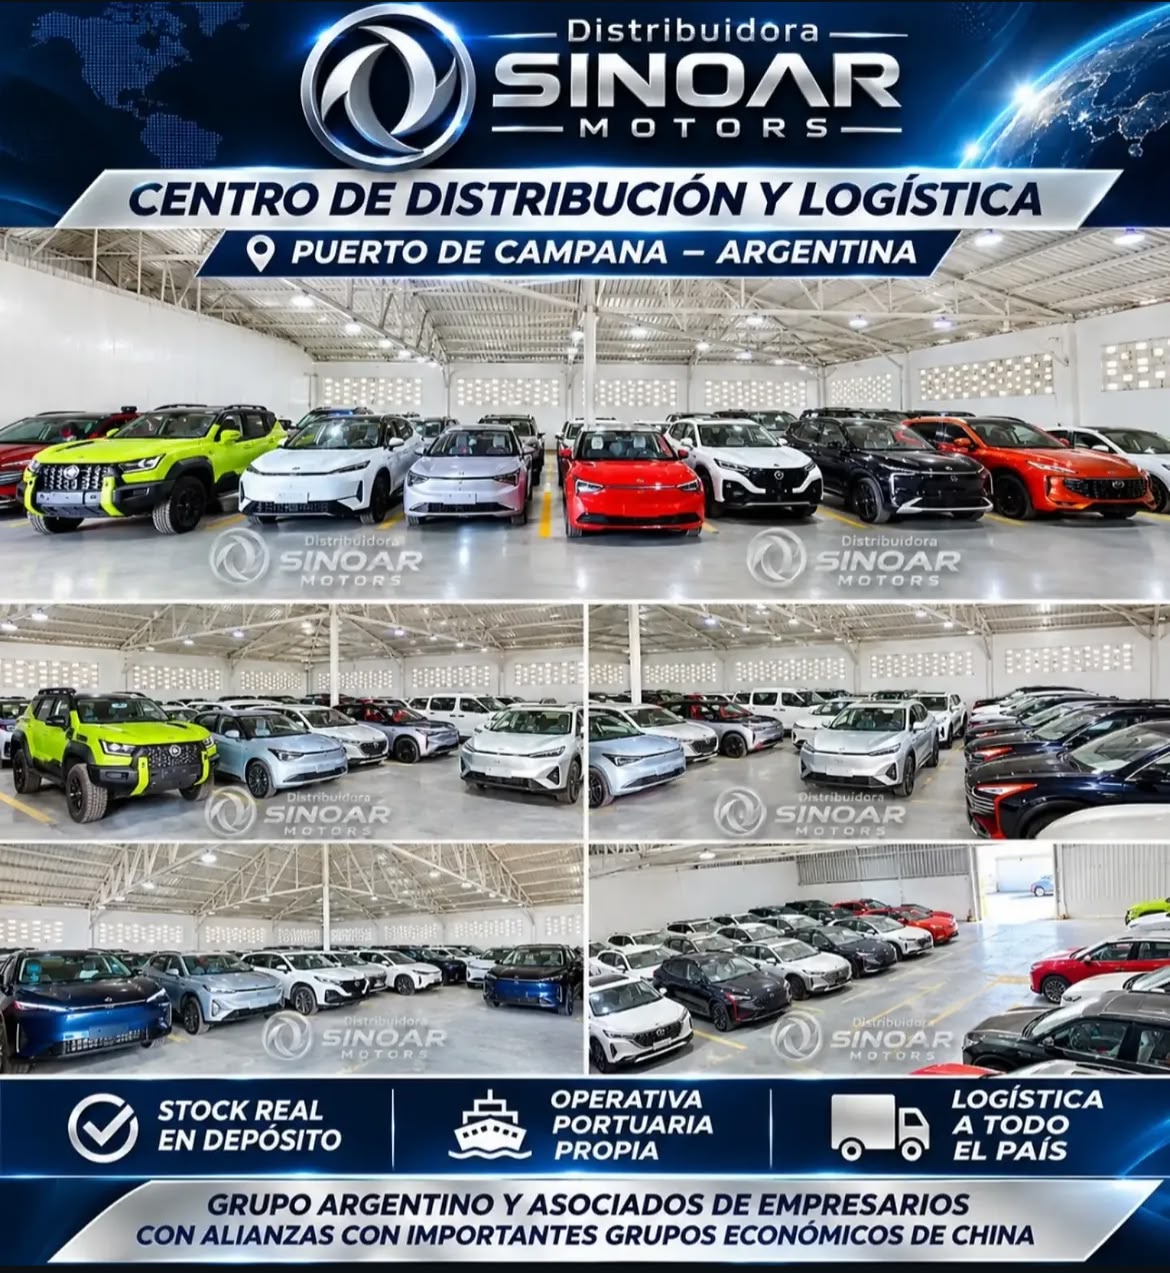 Distribuidora
SINOAR
MOTORS
CENTRO DE DISTRIBUCIÓN Y LOGÍSTICA
PUERTO DE CAMPANA – ARGENTINA
Distribuidora
SINOAR
MOTORS
Distribuidora
SINOAR
MOTORS
Distribuidora
SINOAR
MOTORS
Distribuidora
SINOAR
MOTORS
Distribuidora
SINOAR
MOTORS
Distribuidora
SINOAR
MOTORS
STOCK REAL
EN DEPÓSITO
OPERATIVA
PORTUARIA
PROPIA
LOGÍSTICA
A TODO
EL PAÍS
GRUPO ARGENTINO Y ASOCIADOS DE EMPRESARIOS
CON ALIANZAS CON IMPORTANTES GRUPOS ECONÓMICOS DE CHINA